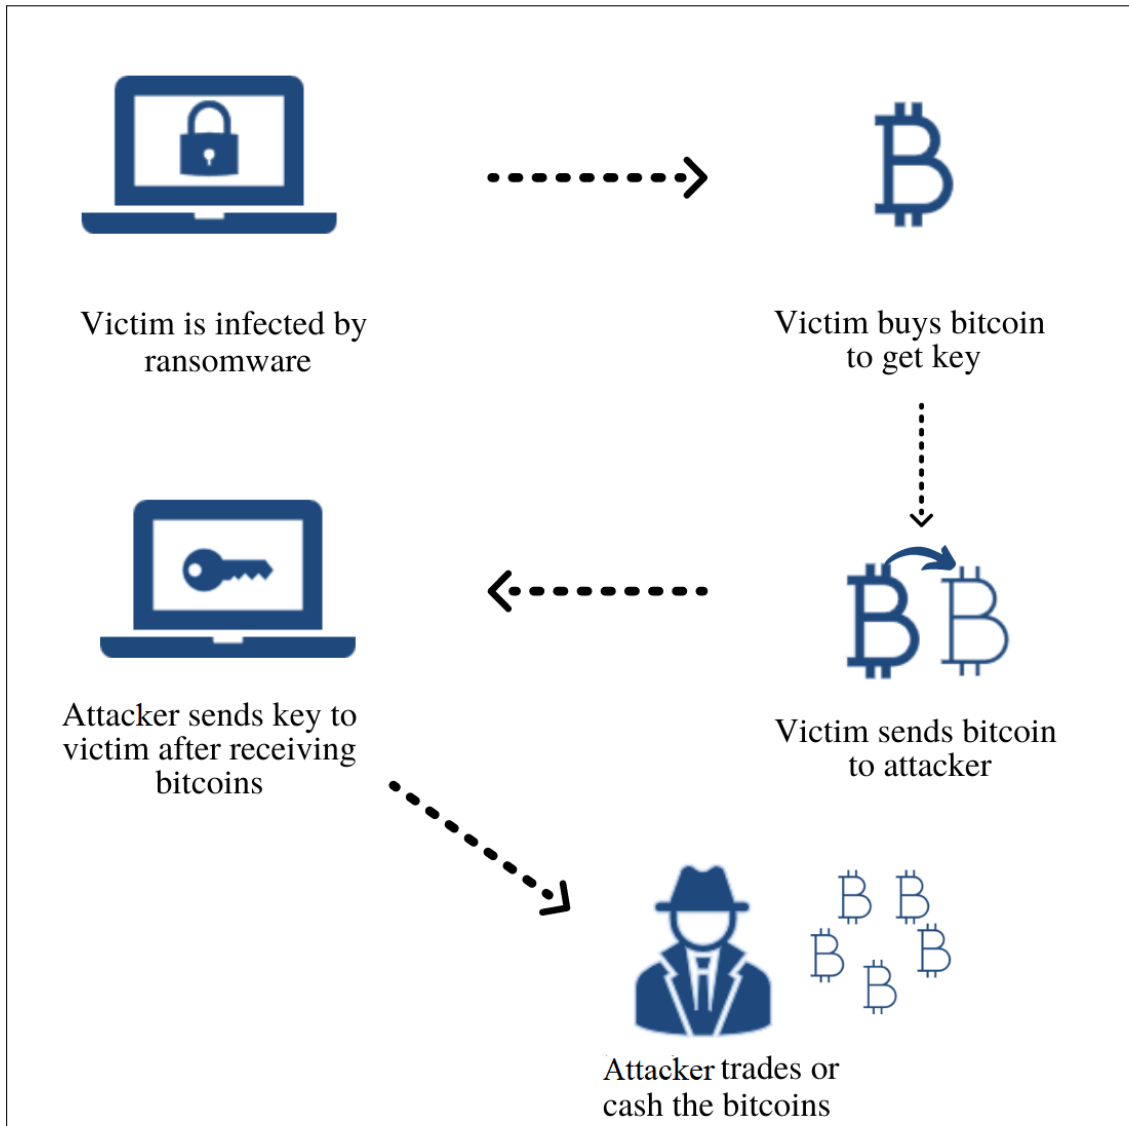 Victim is infected by
ransomware
Victim buys bitcoin
to get key
Victim sends bitcoin
to attacker
Attacker sends key to
victim after receiving
bitcoins
Attacker trades or
cash the bitcoins